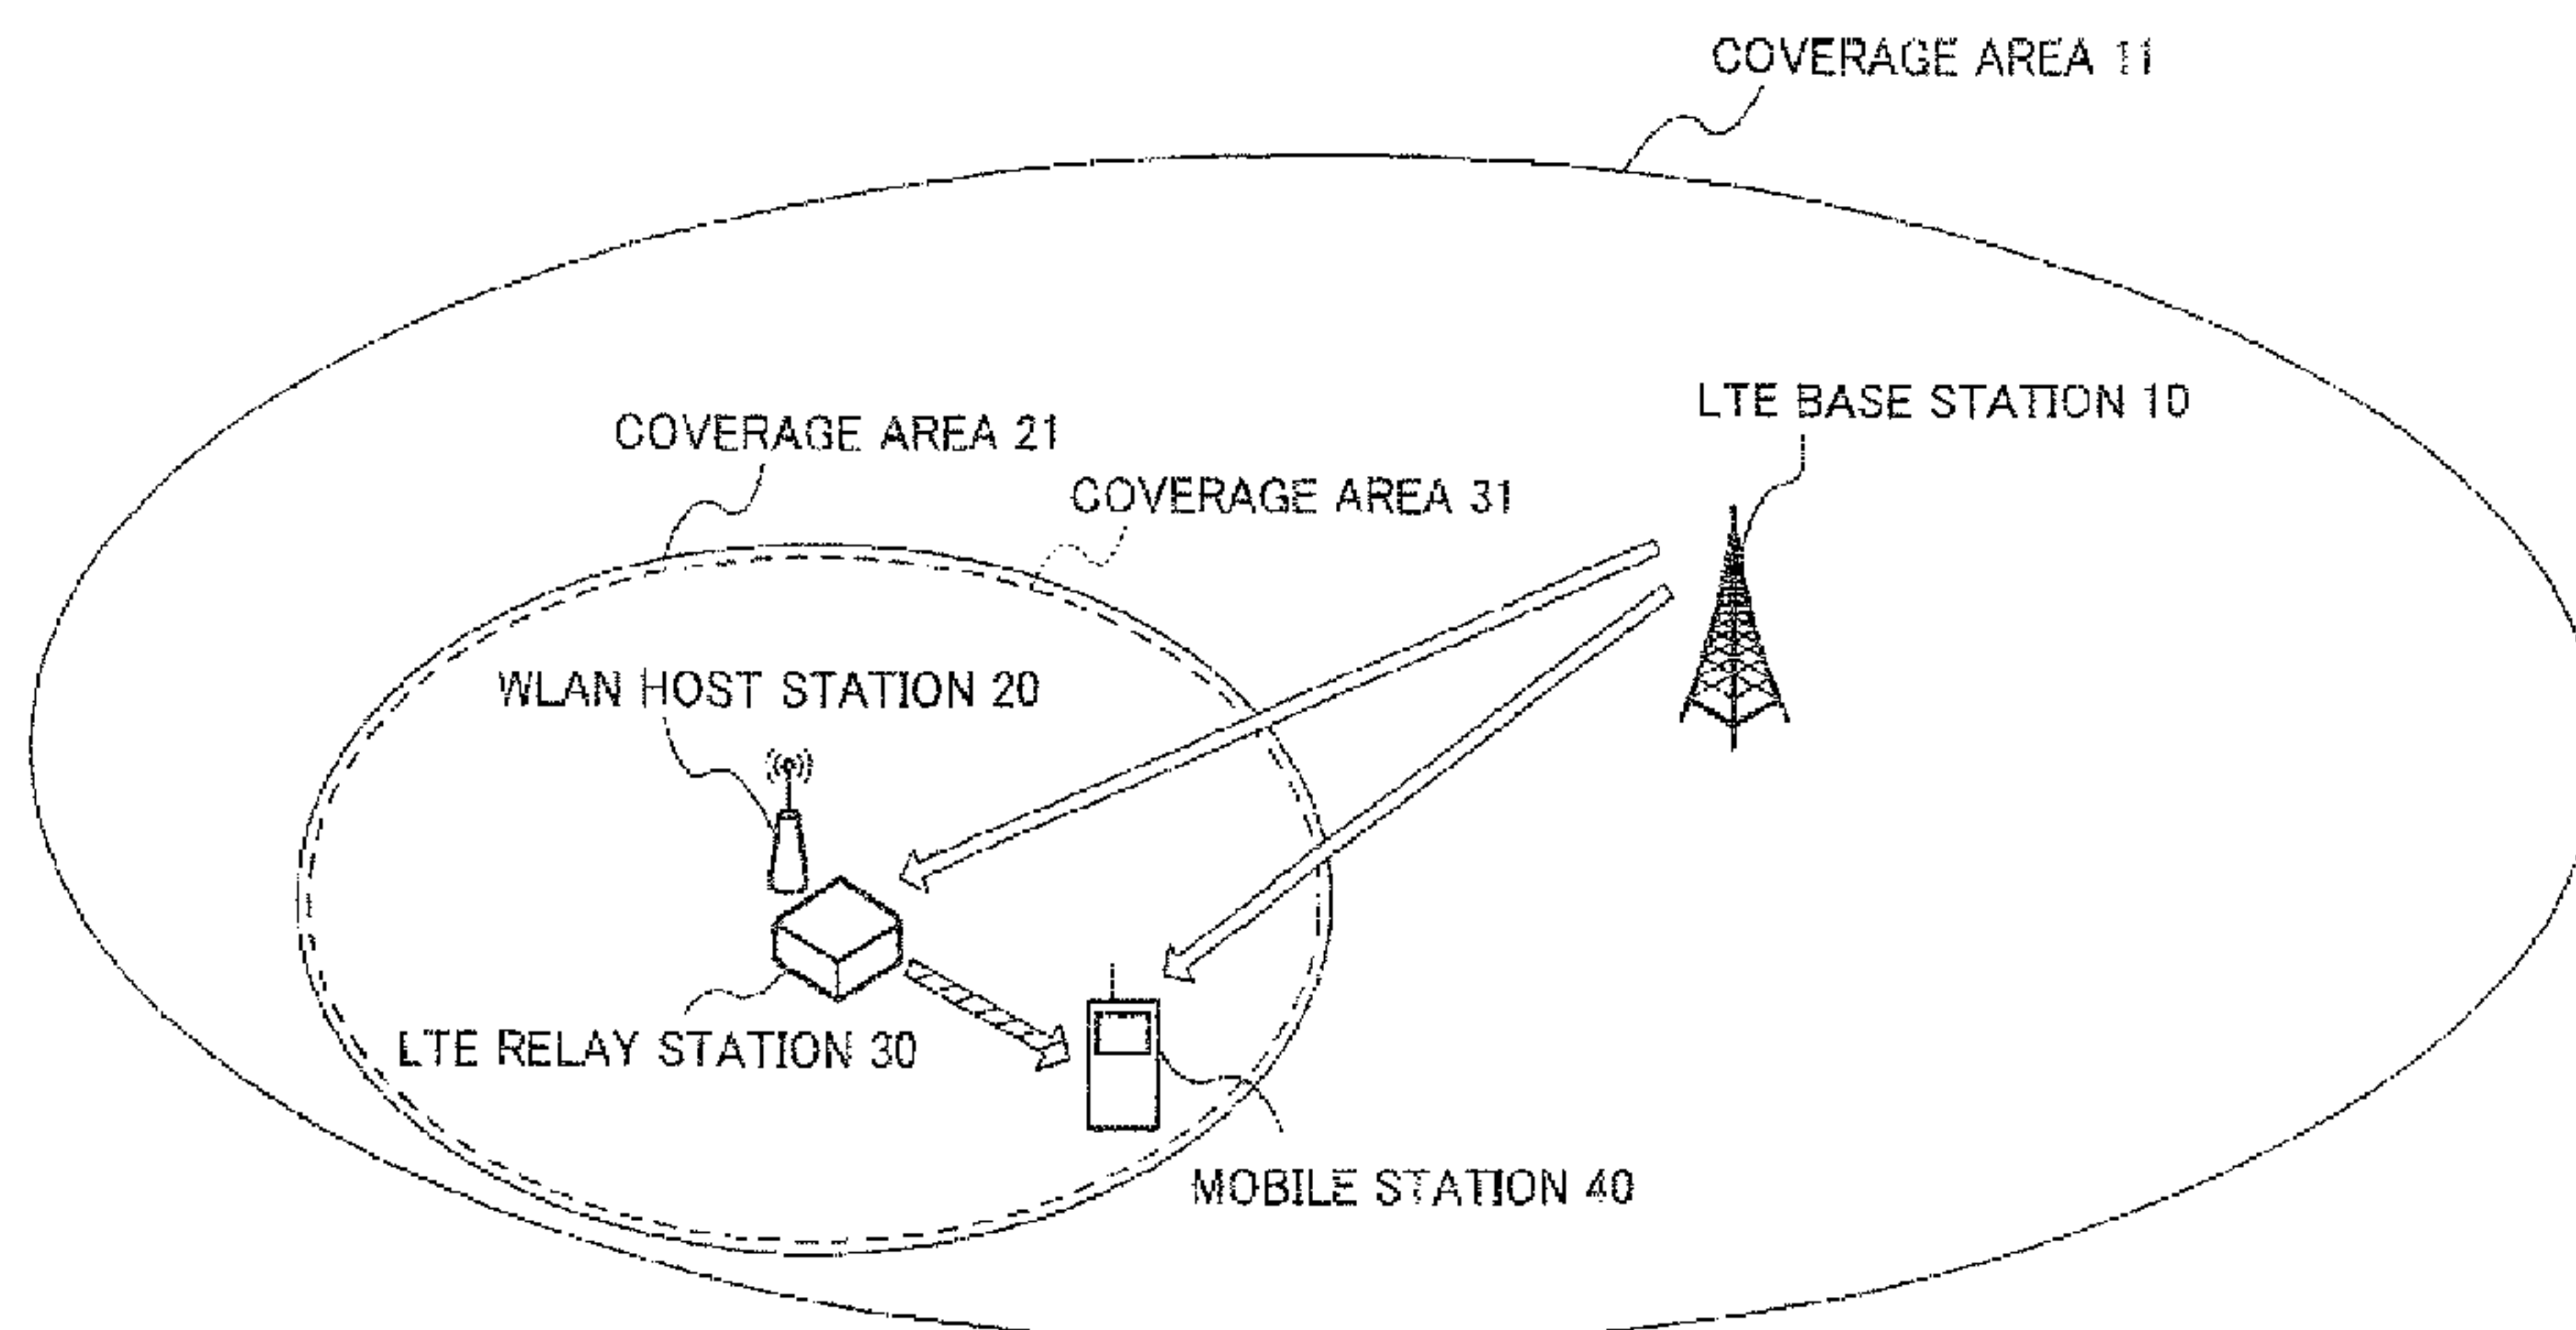 COVERAGE AREA 11
LTE BASE STATION 10
COVERAGE AREA 21
COVERAGE AREA 31
WLAN HOST STATION 20
LTE RELAY STATION 30
MOBILE STATION 40